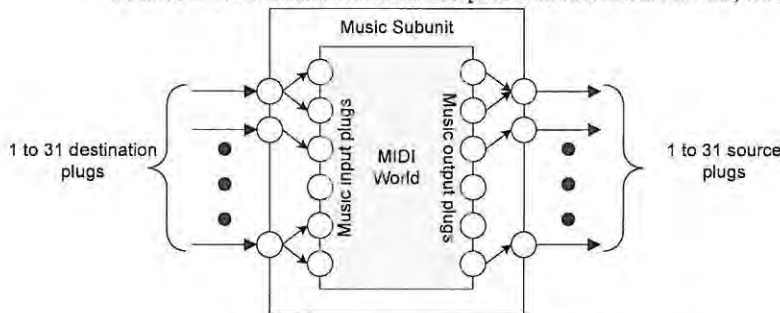 Music Subunit
1 to 31 destination
plugs
Music input plugs
MIDI
World
Music output plugs
1 to 31 source
plugs